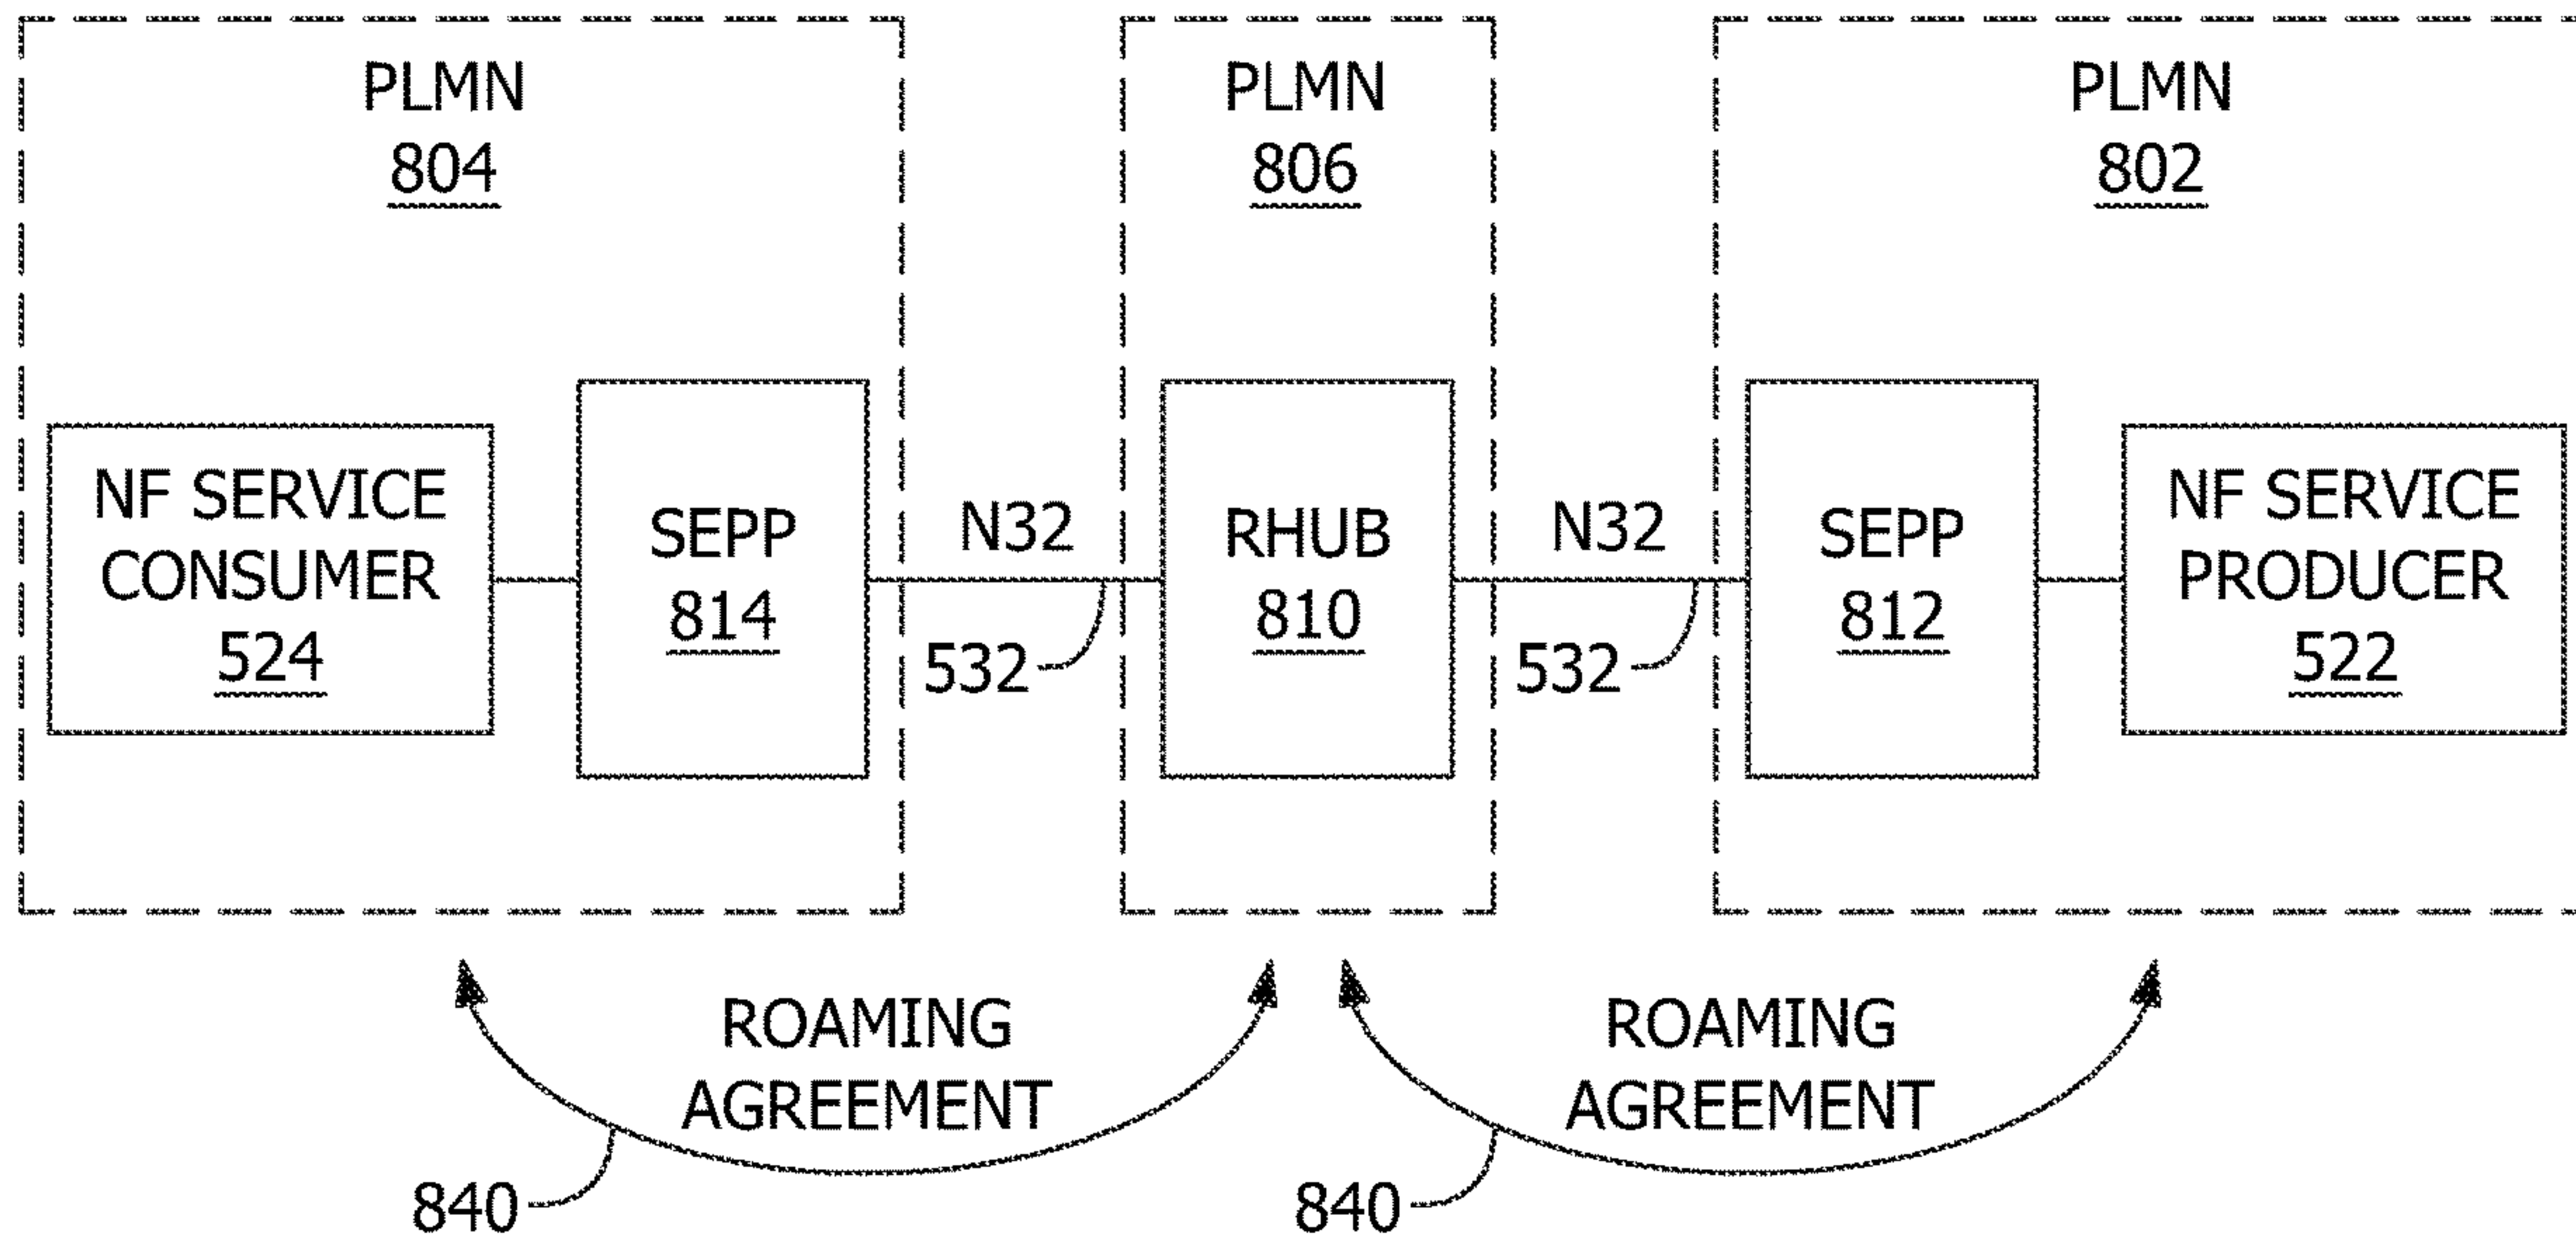 PLMN
804
PLMN
806
PLMN
802
NF SERVICE
CONSUMER
524
SEPP
814
N32
532
RHUB
810
N32
532
SEPP
812
NF SERVICE
PRODUCER
522
ROAMING
AGREEMENT
840
ROAMING
AGREEMENT
840